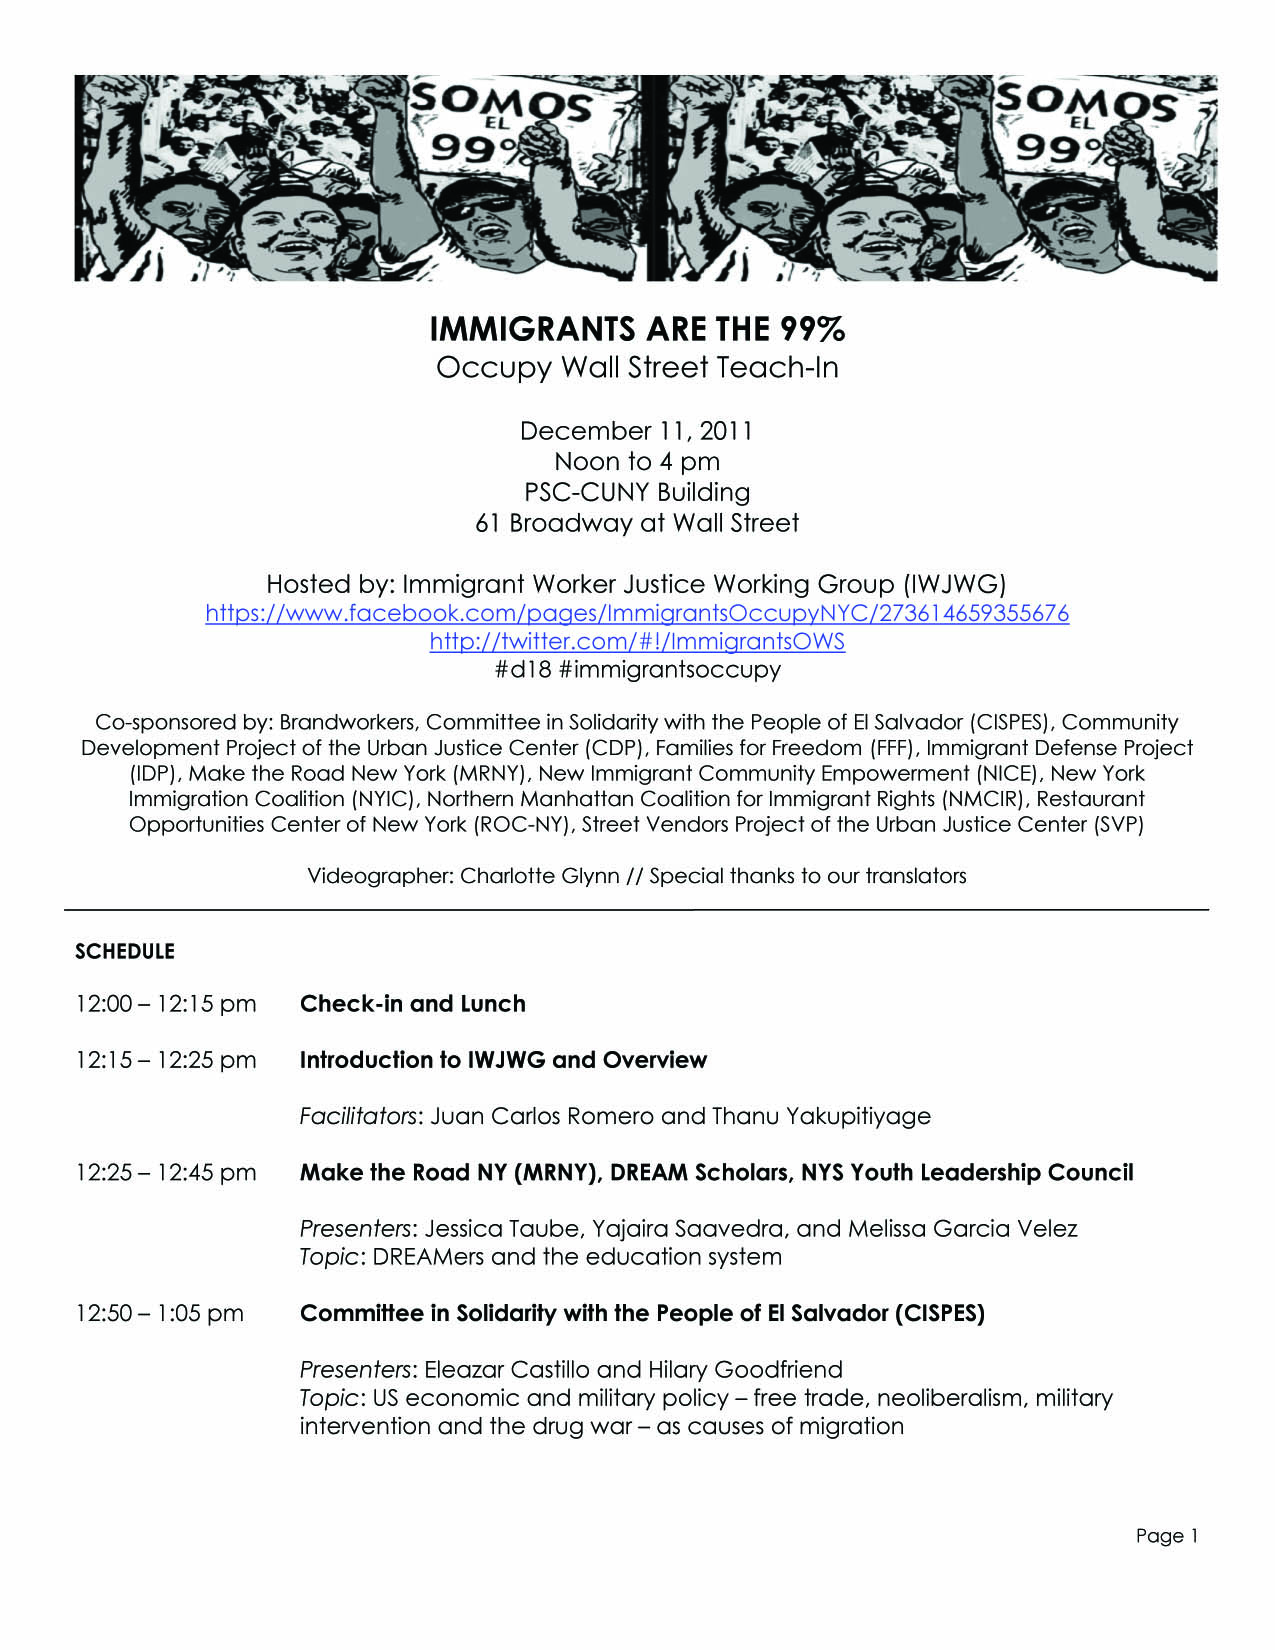 SOMOS
EL
99%
SOMOS
EL
99%
IMMIGRANTS ARE THE 99%
Occupy Wall Street Teach-In
December 11, 2011
Noon to 4 pm
PSC-CUNY Building
61 Broadway at Wall Street
Hosted by: Immigrant Worker Justice Working Group (IWJWG)
https://www.facebook.com/pages/ImmigrantsOccupyNYC/273614659355676
http://twitter.com/#!/ImmigrantsOWS
#d18 #immigrantsoccupy
Co-sponsored by: Brandworkers, Committee in Solidarity with the People of El Salvador (CISPES), Community
Development Project of the Urban Justice Center (CDP), Families for Freedom (FFF), Immigrant Defense Project
(IDP), Make the Road New York (MRNY), New Immigrant Community Empowerment (NICE), New York
Immigration Coalition (NYIC), Northern Manhattan Coalition for Immigrant Rights (NMCIR), Restaurant
Opportunities Center of New York (ROC-NY), Street Vendors Project of the Urban Justice Center (SVP)
Videographer: Charlotte Glynn // Special thanks to our translators
SCHEDULE
12:00 – 12:15 pm Check-in and Lunch
12:15 – 12:25 pm Introduction to IWJWG and Overview
Facilitators: Juan Carlos Romero and Thanu Yakupitiyage
12:25 – 12:45 pm Make the Road NY (MRNY), DREAM Scholars, NYS Youth Leadership Council
Presenters: Jessica Taube, Yajaira Saavedra, and Melissa Garcia Velez
Topic: DREAMers and the education system
12:50 – 1:05 pm Committee in Solidarity with the People of El Salvador (CISPES)
Presenters: Eleazar Castillo and Hilary Goodfriend
Topic: US economic and military policy – free trade, neoliberalism, military
intervention and the drug war – as causes of migration
Page 1